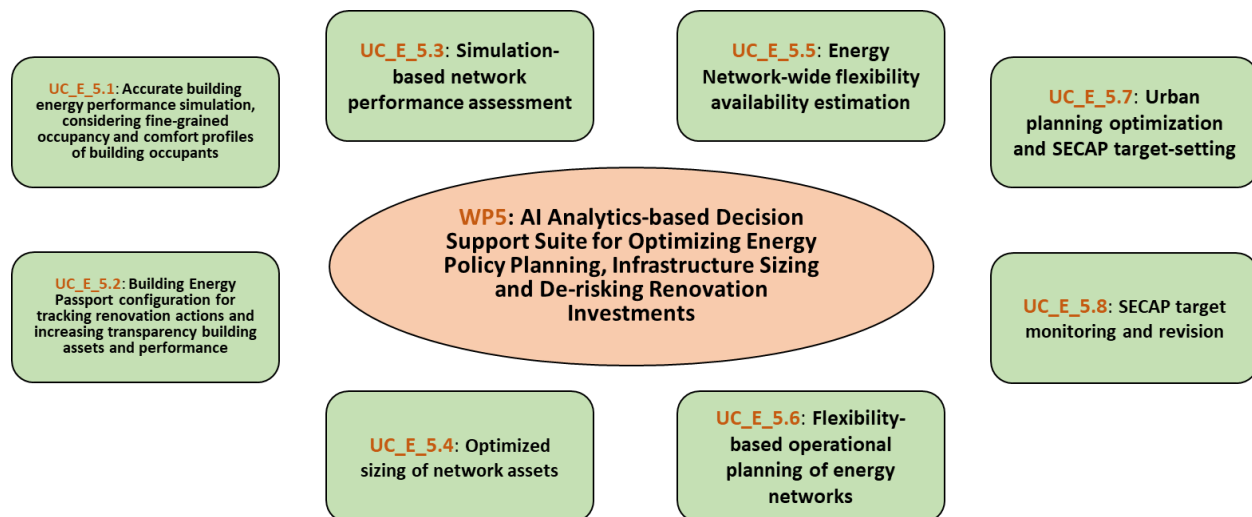 UC_E_5.1: Accurate building
energy performance simulation,
considering fine-grained
occupancy and comfort profiles
of building occupants
UC_E_5.3: Simulation-
based network
performance assessment
UC_E_5.5: Energy
Network-wide flexibility
availability estimation
UC_E_5.7: Urban
planning optimization
and SECAP target-setting
WP5: AI Analytics-based Decision
Support Suite for Optimizing Energy
Policy Planning, Infrastructure Sizing
and De-risking Renovation
Investments
UC_E_5.2: Building Energy
Passport configuration for
tracking renovation actions and
increasing transparency building
assets and performance
UC_E_5.4: Optimized
sizing of network assets
UC_E_5.6: Flexibility-
based operational
planning of energy
networks
UC_E_5.8: SECAP target
monitoring and revision